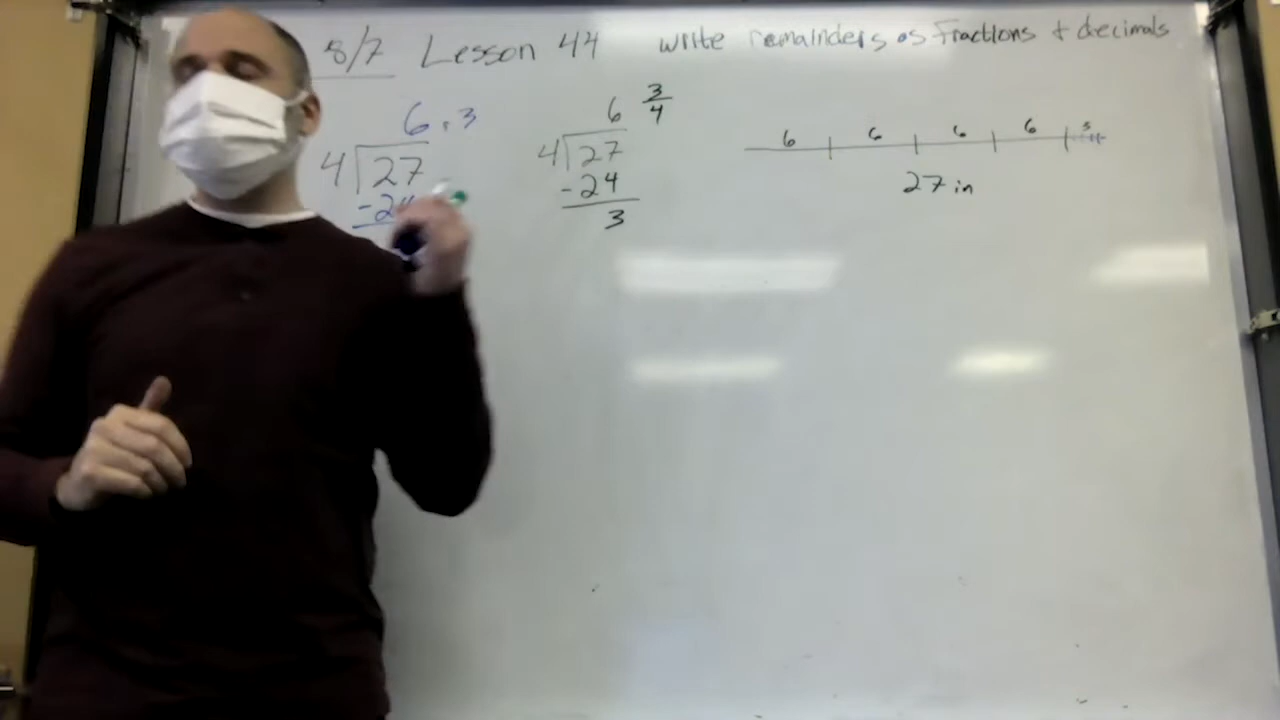 8/7 Lesson 44 write remainders as fractions + decimals
6.3
4 27
-24
6 3/4
4 27
-24
3
6 6 6 6 3
27 in